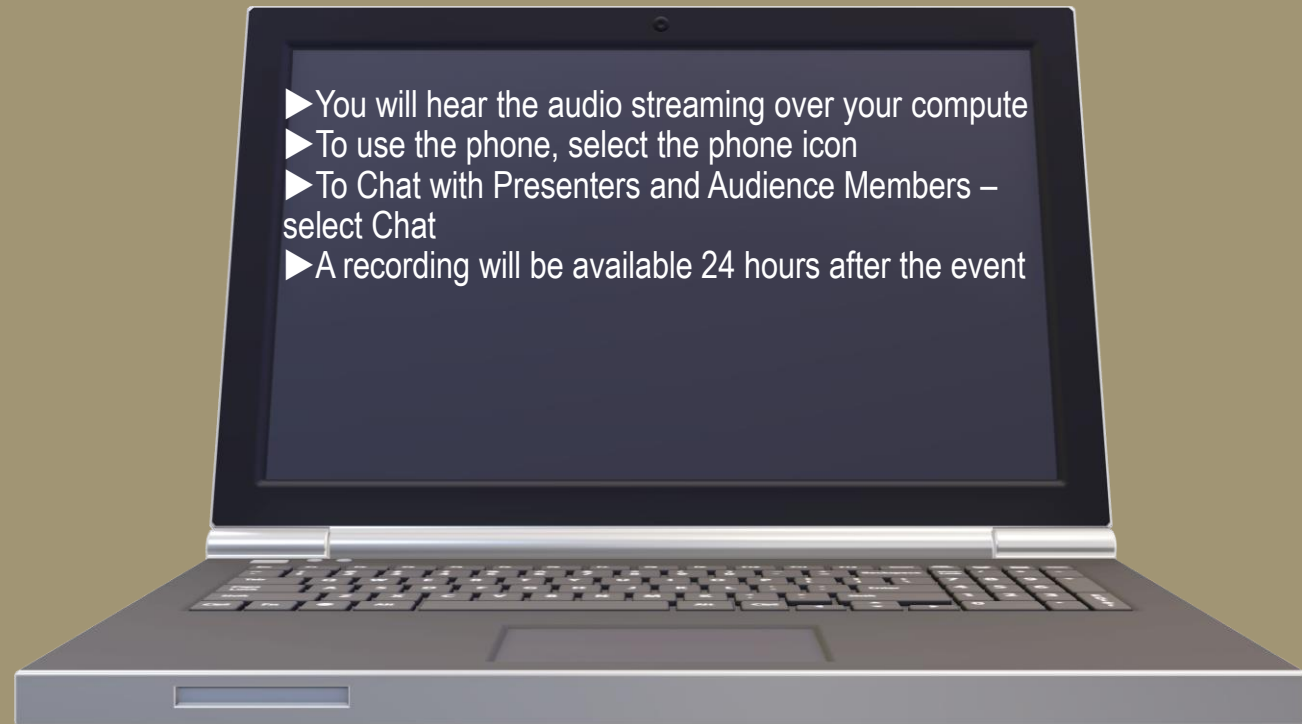 ▶You will hear the audio streaming over your compute
▶To use the phone, select the phone icon
▶To Chat with Presenters and Audience Members –
select Chat
▶A recording will be available 24 hours after the event